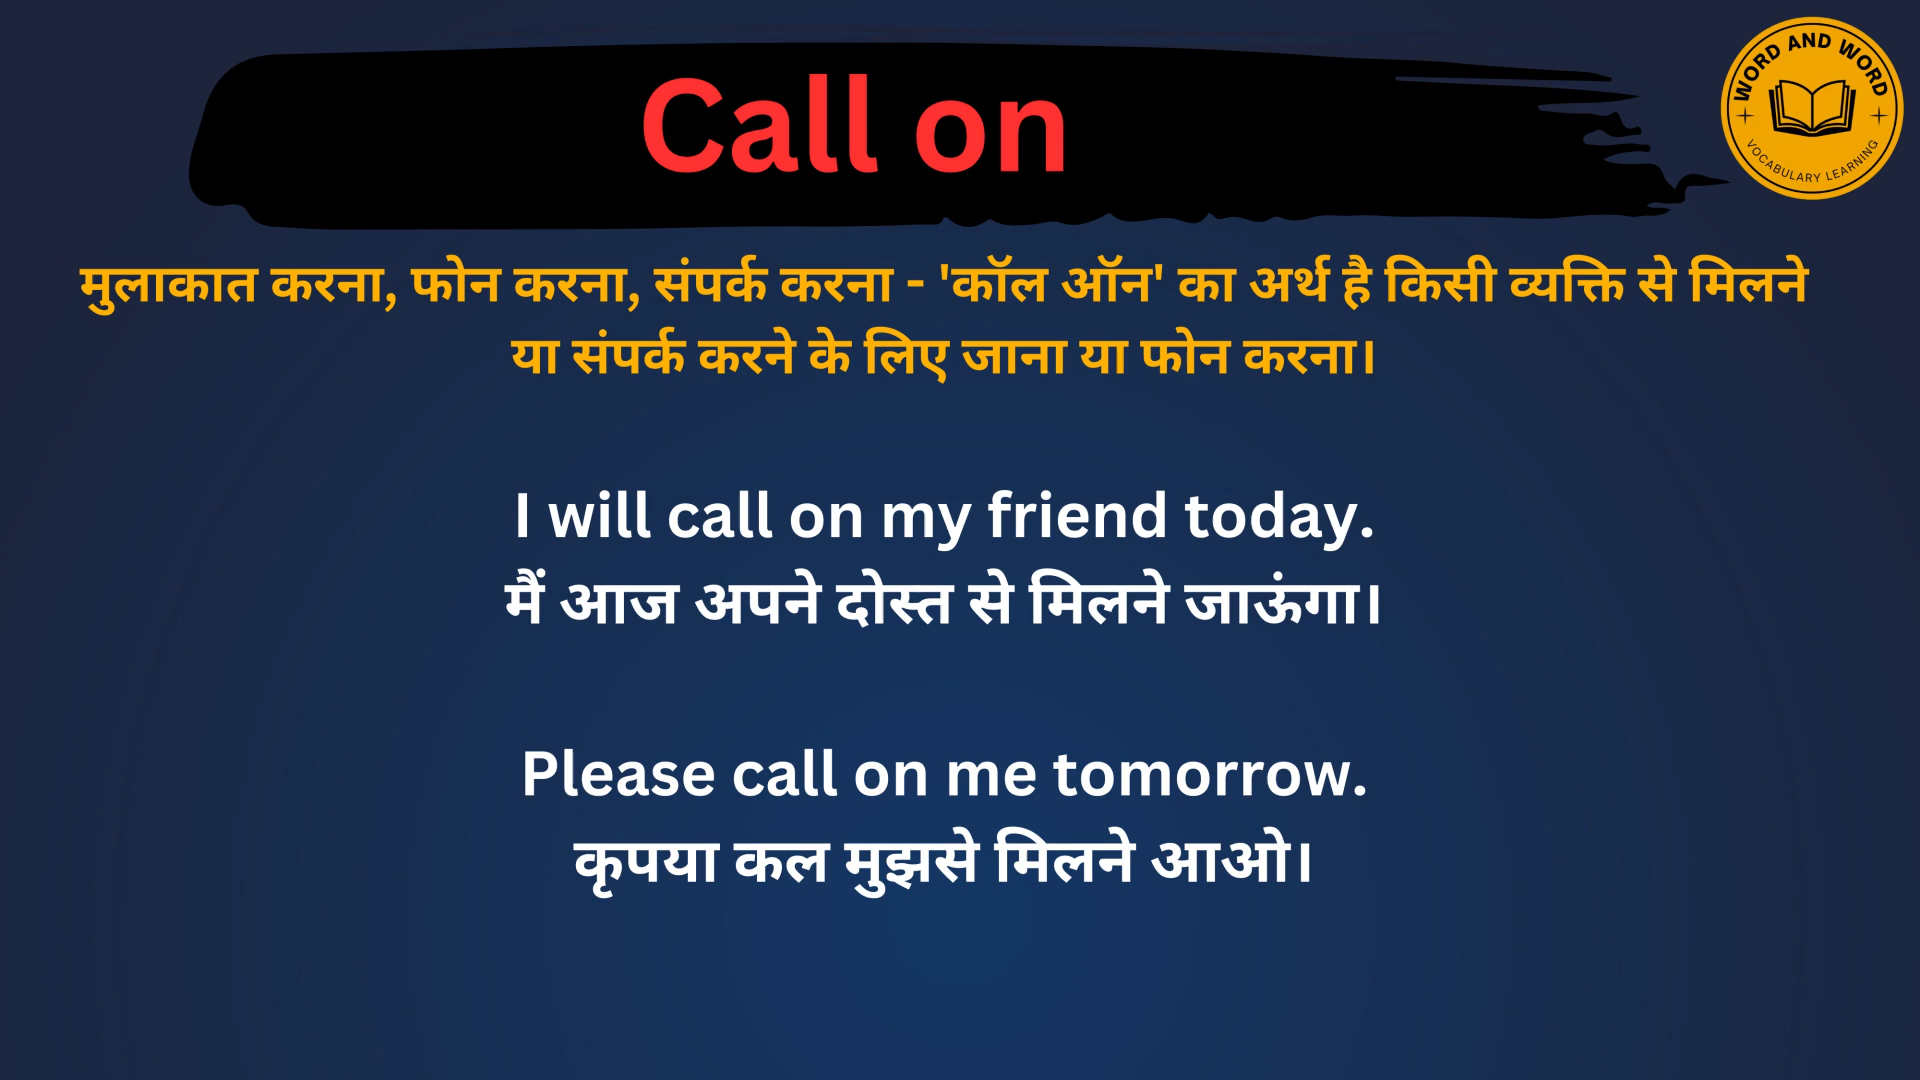 Call on
WORD AND WORD
VOCABULARY LEARNING
मुलाकात करना, फोन करना, संपर्क करना - 'कॉल ऑन' का अर्थ है किसी व्यक्ति से मिलने
या संपर्क करने के लिए जाना या फोन करना।
I will call on my friend today.
मैं आज अपने दोस्त से मिलने जाऊंगा।
Please call on me tomorrow.
कृपया कल मुझसे मिलने आओ।